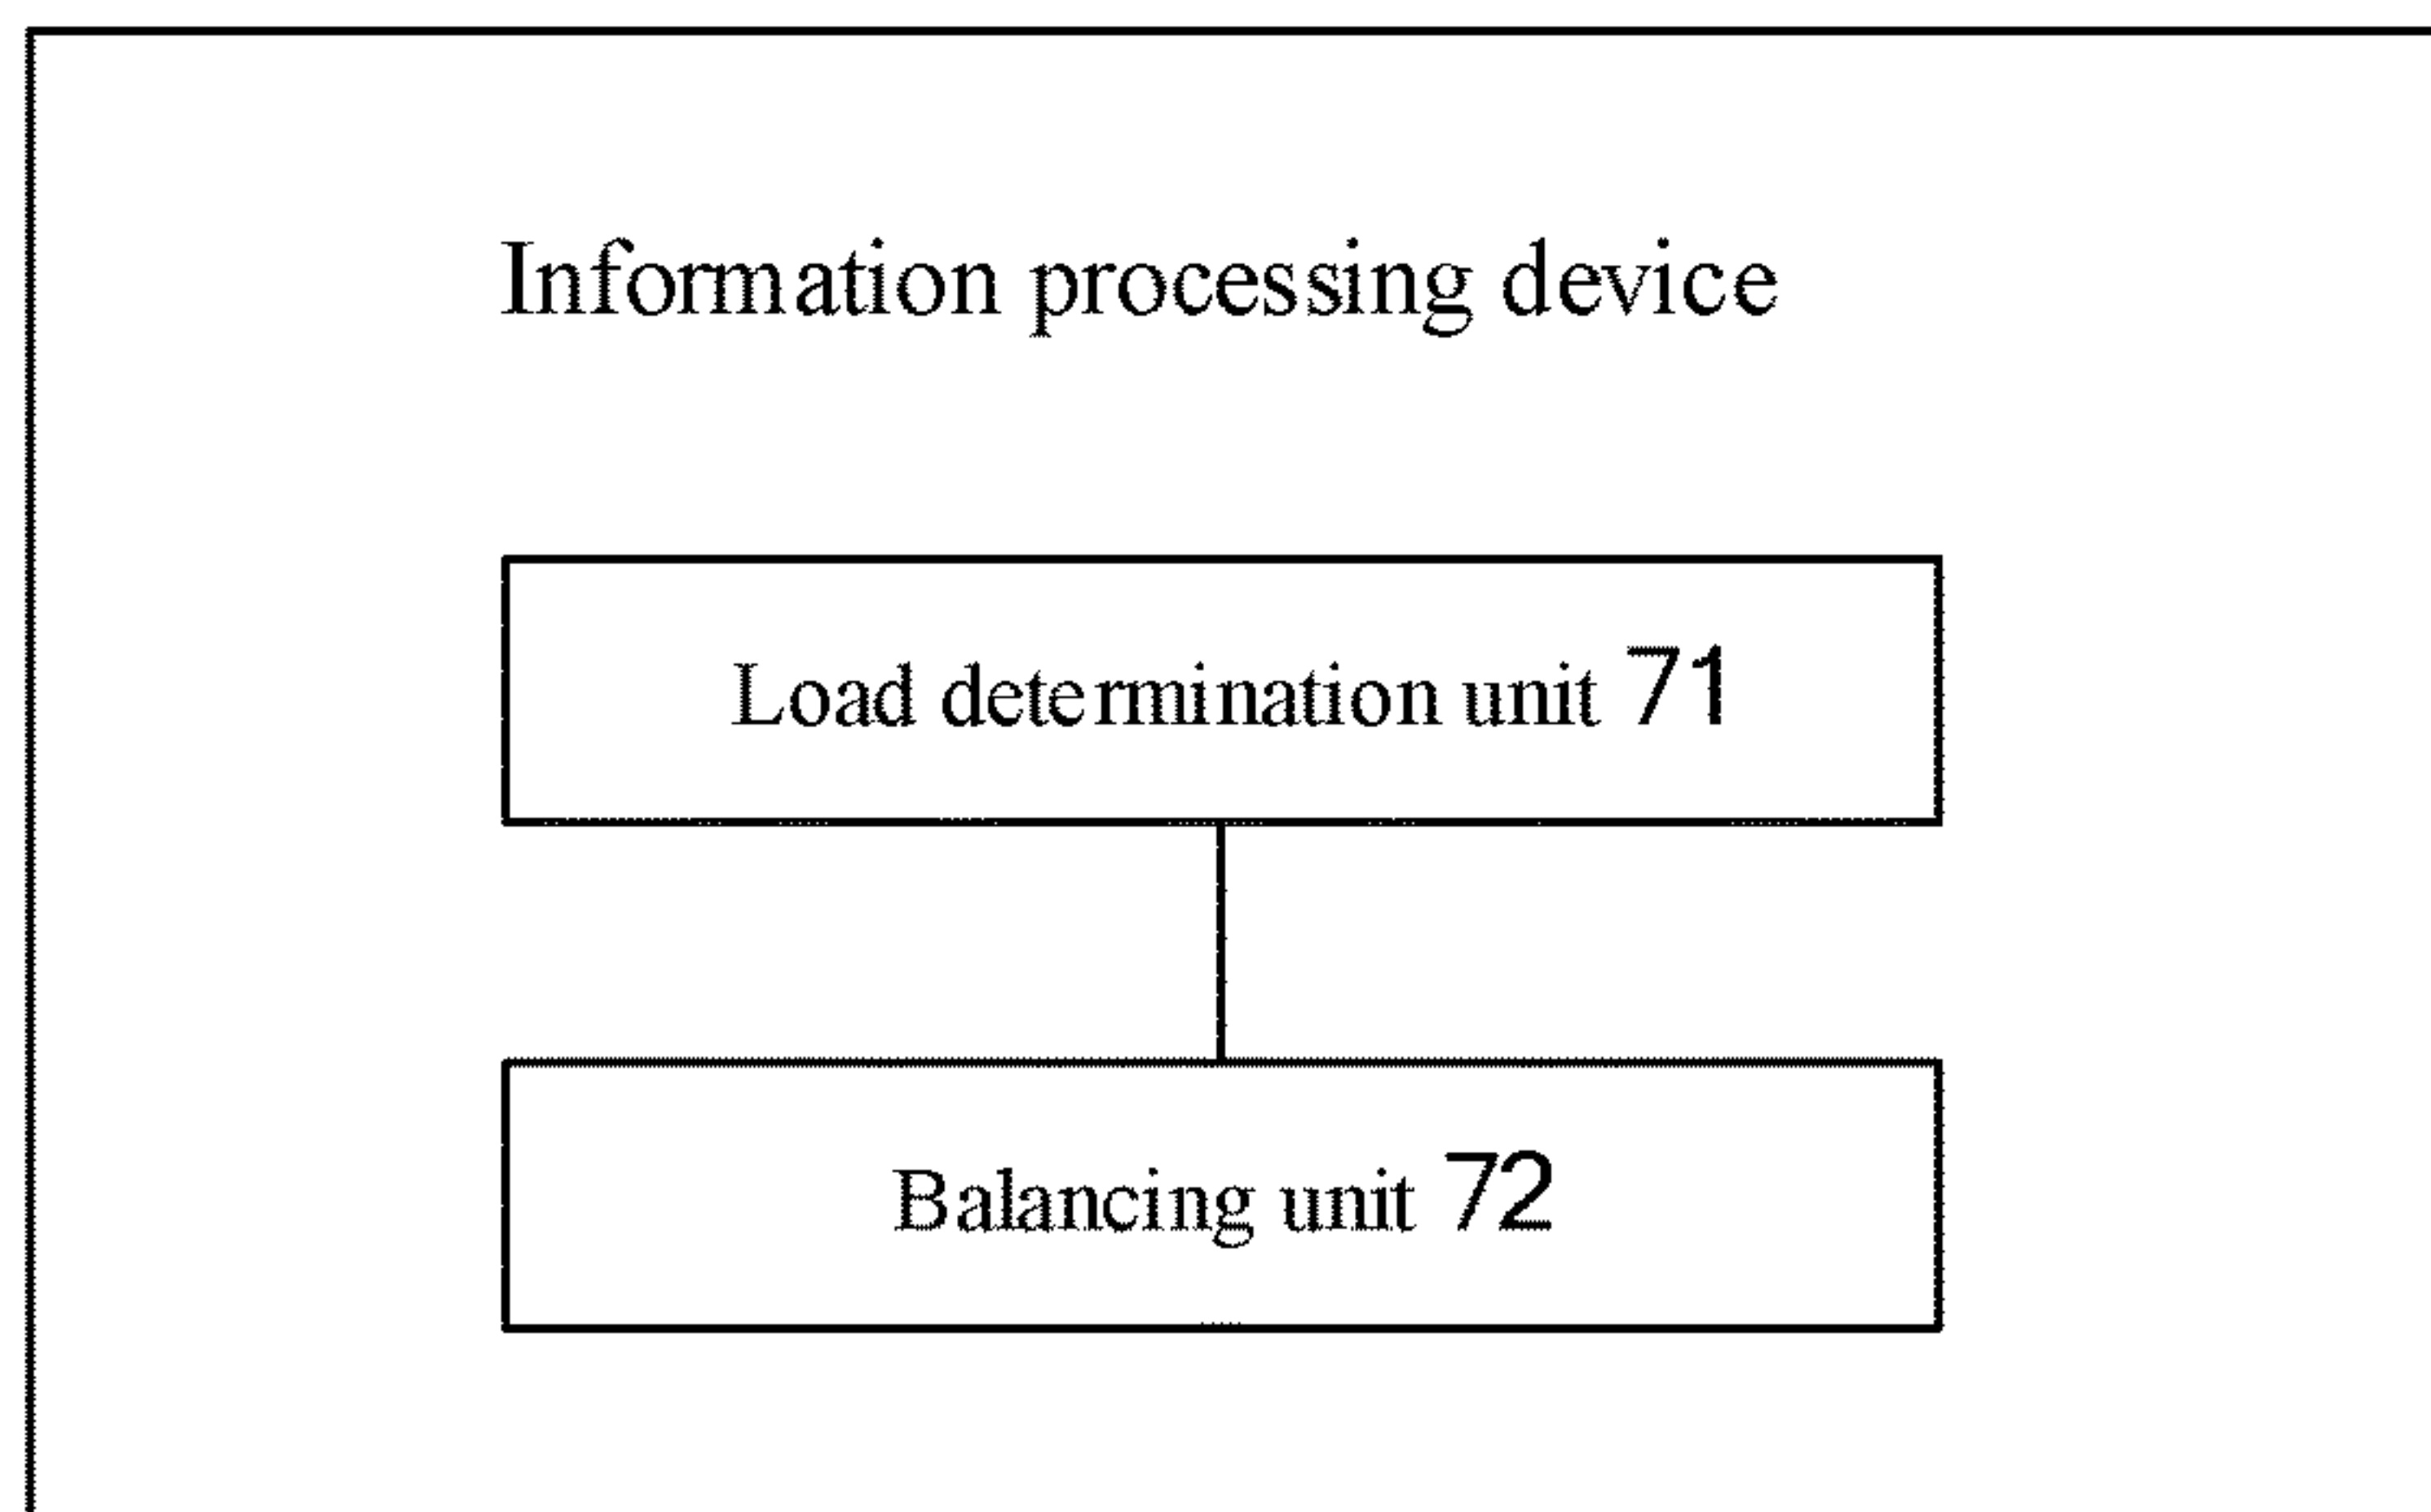 Information processing device
Load determination unit 71
Balancing unit 72